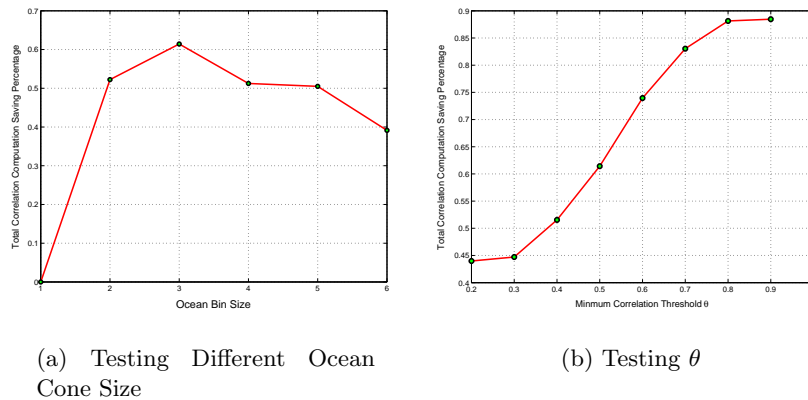 Total Correlation Computation Saving Percentage
0.7
0.6
0.5
0.4
0.3
0.2
0.1
0
1 2 3 4 5 6
Ocean Bin Size
(a) Testing Different Ocean
Cone Size
Total Correlation Computation Saving Percentage
0.9
0.85
0.8
0.75
0.7
0.65
0.6
0.55
0.5
0.45
0.4
0.2 0.3 0.4 0.5 0.6 0.7 0.8 0.9
Minmum Correlation Threshold θ
(b) Testing θ